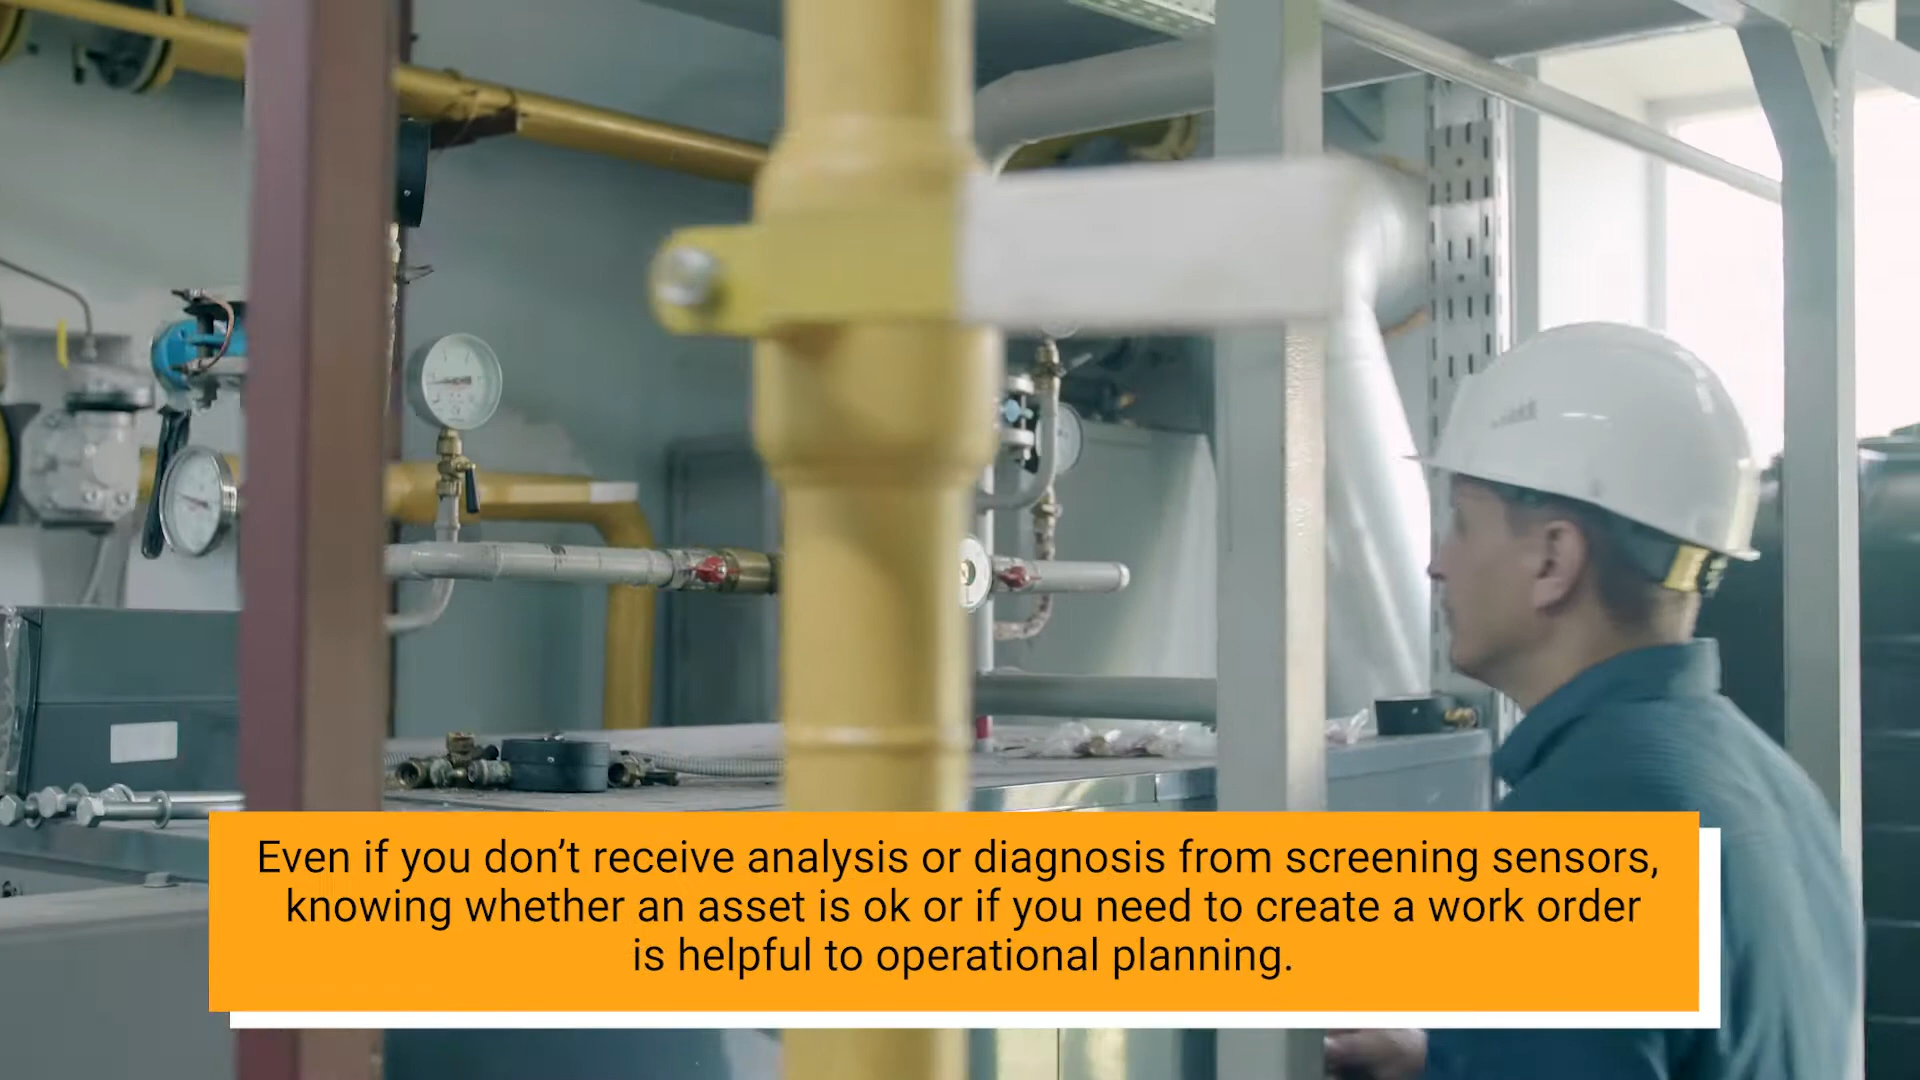 Even if you don’t receive analysis or diagnosis from screening sensors,
knowing whether an asset is ok or if you need to create a work order
is helpful to operational planning.